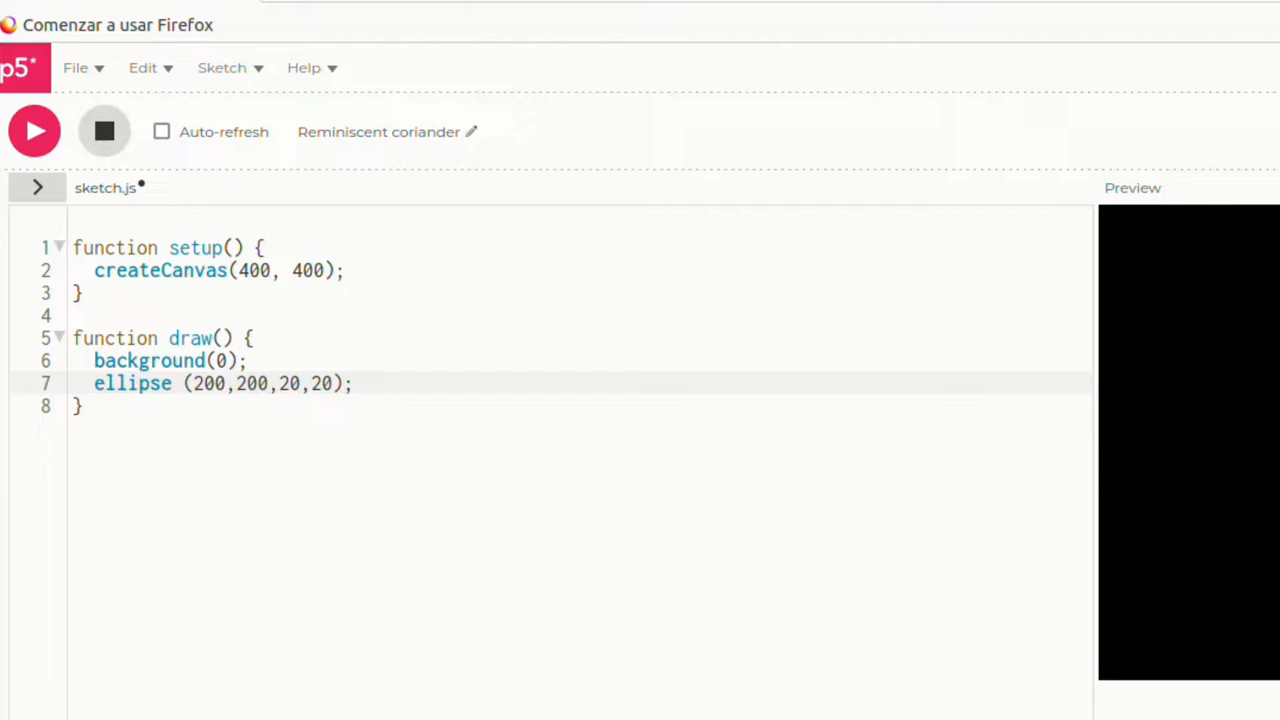 Comenzar a usar Firefox
p5*
File Edit Sketch Help
Auto-refresh Reminiscent coriander
sketch.js
Preview
1 function setup() {
2 createCanvas(400, 400);
3 }
4
5 function draw() {
6 background(0);
7 ellipse (200,200,20,20);
8 }